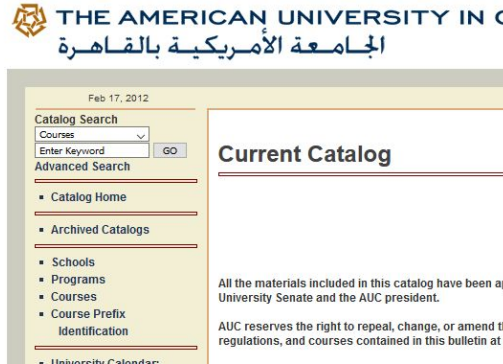 THE AMERICAN UNIVERSITY IN
الجامعة الأمريكية بالقاهرة
Feb 17, 2012
Catalog Search
Courses
Enter Keyword GO
Advanced Search
Catalog Home
Archived Catalogs
Schools
Programs
Courses
Course Prefix
Identification
University Calendar:
Current Catalog
All the materials included in this catalog have been
University Senate and the AUC president.
AUC reserves the right to repeal, change, or amend
regulations, and courses contained in this bulletin